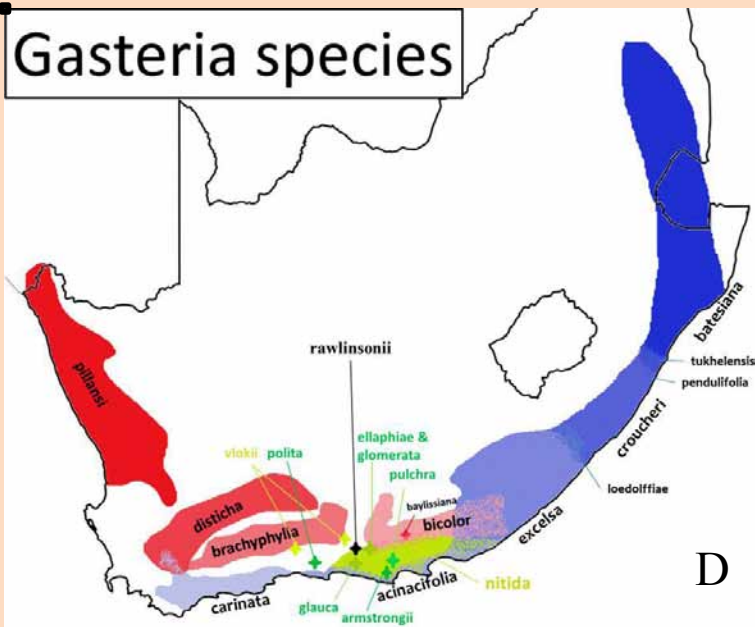 Gasteria species
batesiana
tukhelensis
pendulifolia
croucheri
rawlinsonii
pillansi
ellaphiae &
glomerata
vlokii
polita
pulchra
loedolffiae
baylissiana
disticha
bicolor
brachyphylia
excelsa
nitida
acinacifolia
carinata
glauca
armstrongii
D